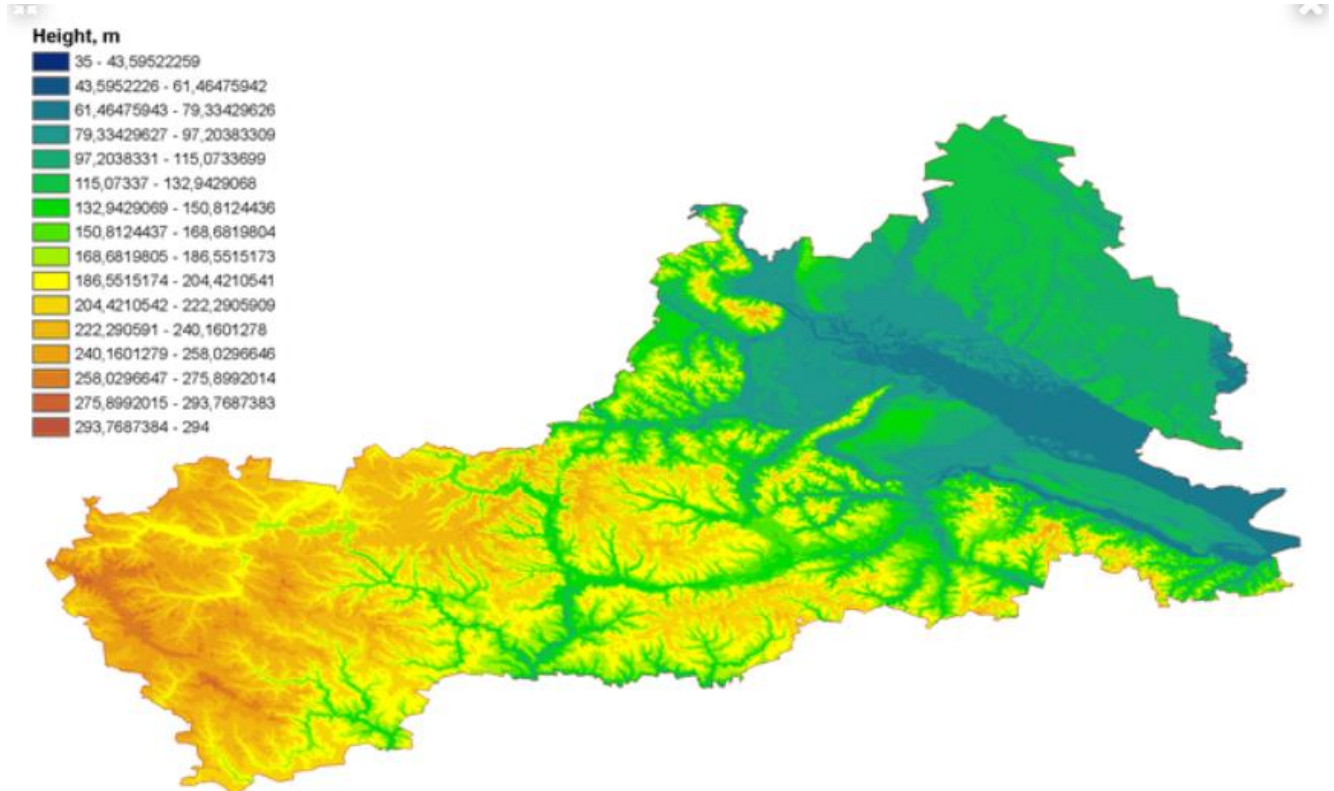 Height, m
35 - 43,59522259
43,5952226 - 61,46475942
61,46475943 - 79,33429626
79,33429627 - 97,20383309
97,2038331 - 115,0733699
115,07337 - 132,9429068
132,9429069 - 150,8124436
150,8124437 - 168,6819804
168,6819805 - 186,5515173
186,5515174 - 204,4210541
204,4210542 - 222,2905909
222,290591 - 240,1601278
240,1601279 - 258,0296646
258,0296647 - 275,8992014
275,8992015 - 293,7687383
293,7687384 - 294